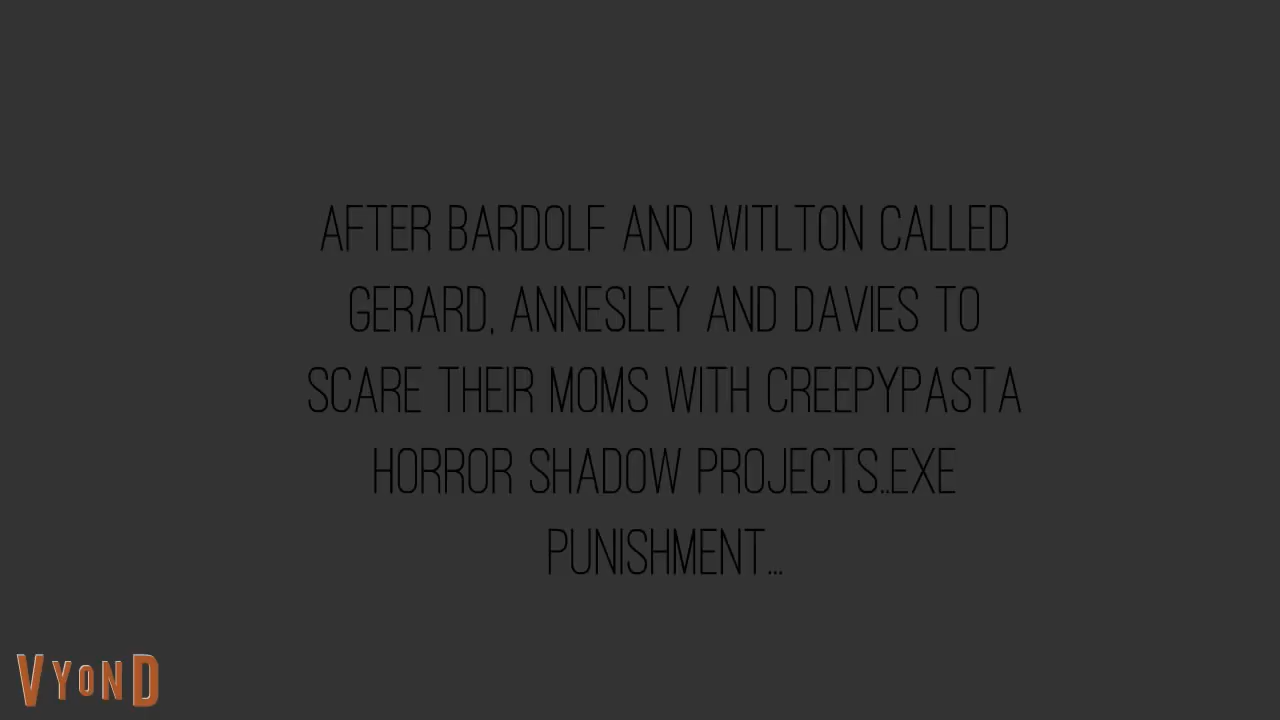 AFTER BARDOLF AND WITLTON CALLED
GERARD, ANNESLEY AND DAVIES TO
SCARE THEIR MOMS WITH CREEPYPASTA
HORROR SHADOW PROJECTS..EXE
PUNISHMENT...
VYOND